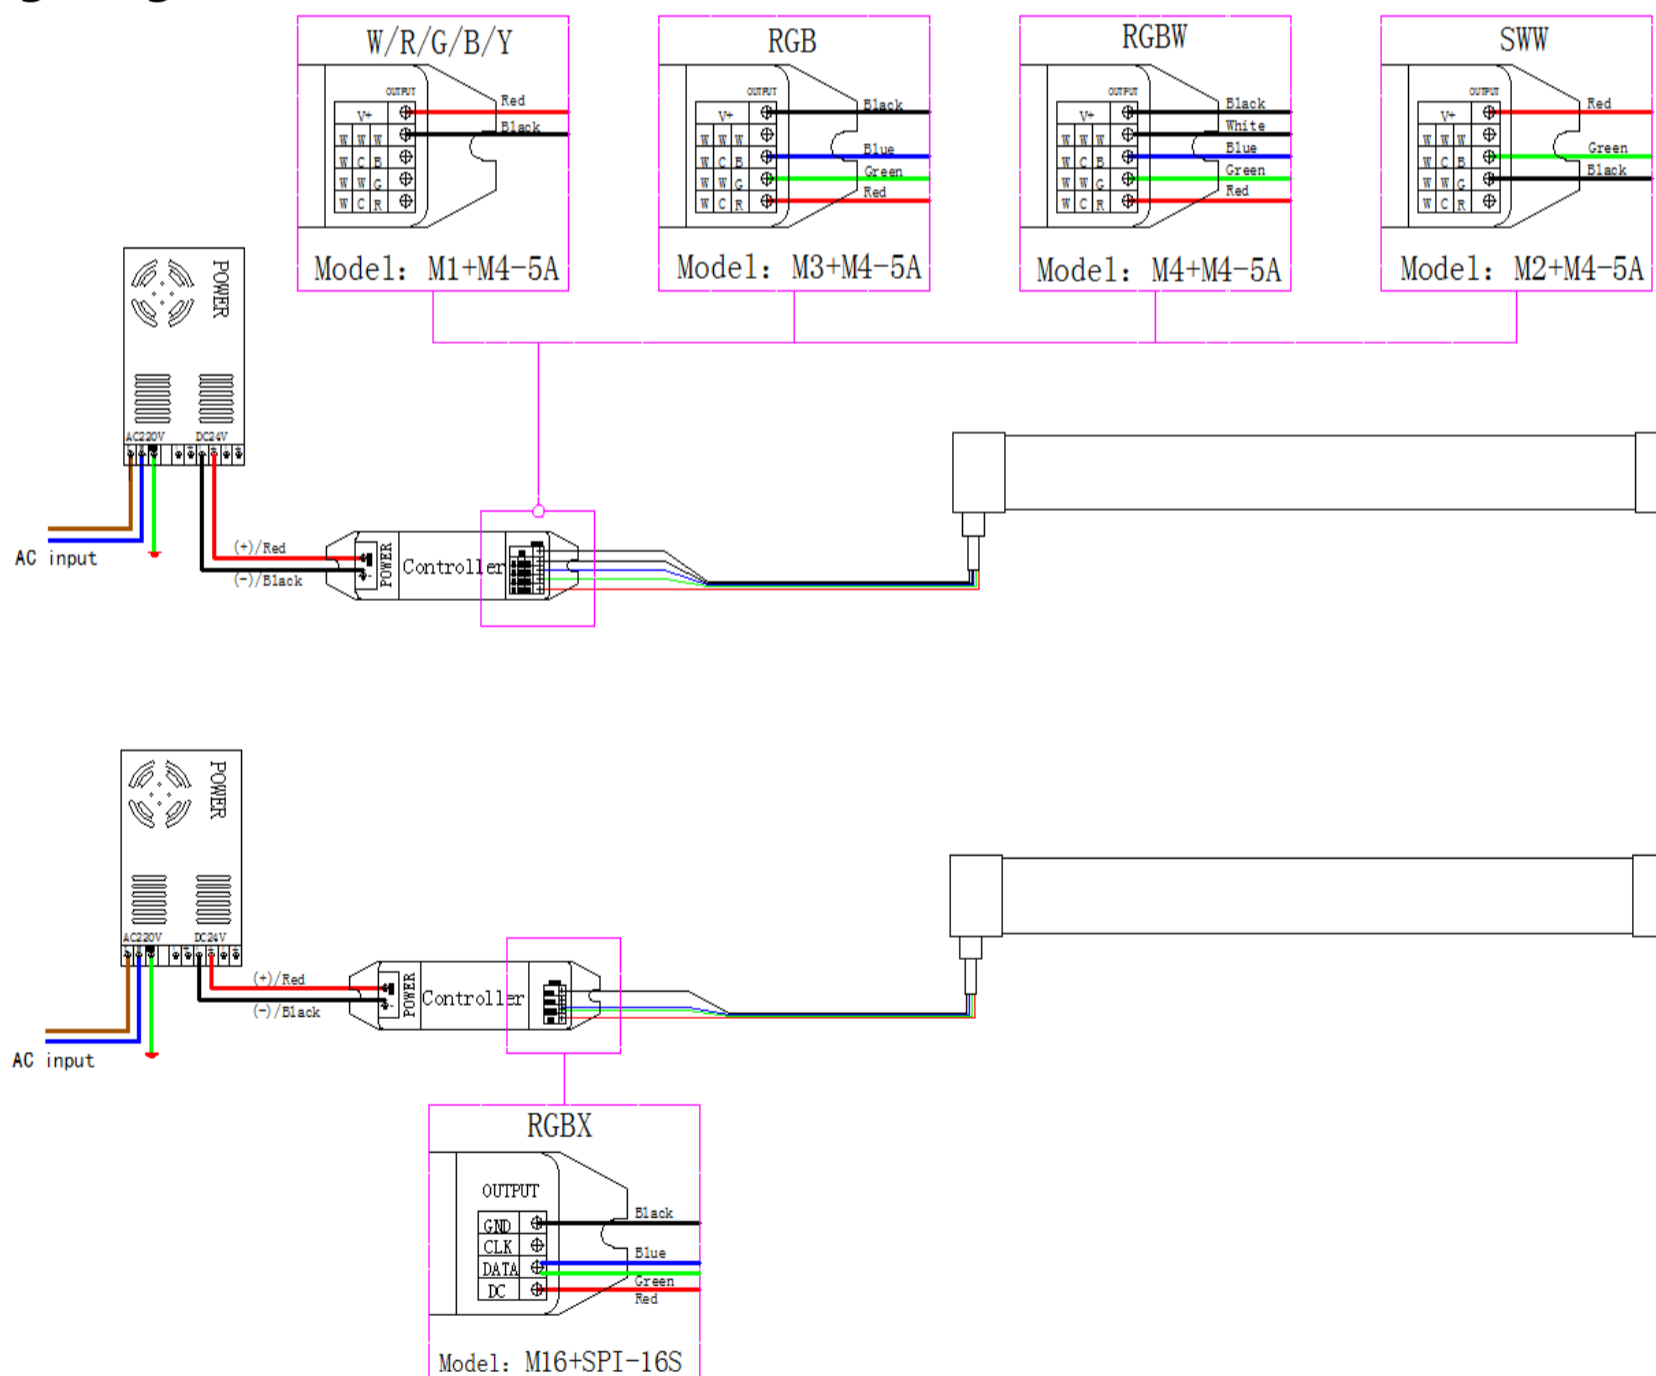 W/R/G/B/Y
OUTPUT
V+
W W W
W C B
W W G
W C R
Red
Black
Model: M1+M4-5A
RGB
OUTPUT
V+
W W W
W C B
W W G
W C R
Black
Blue
Green
Red
Model: M3+M4-5A
RGBW
OUTPUT
V+
W W W
W C B
W W G
W C R
Black
White
Blue
Green
Red
Model: M4+M4-5A
SWW
OUTPUT
V+
W W W
W C B
W W G
W C R
Red
Green
Black
Model: M2+M4-5A
POWER
AC220V DC24V
AC input
(+)/Red
(-)/Black
POWER
Controller
POWER
AC220V DC24V
AC input
(+)/Red
(-)/Black
POWER
Controller
RGBX
OUTPUT
GND
CLK
DATA
DC
Black
Blue
Green
Red
Model: M16+SPI-16S